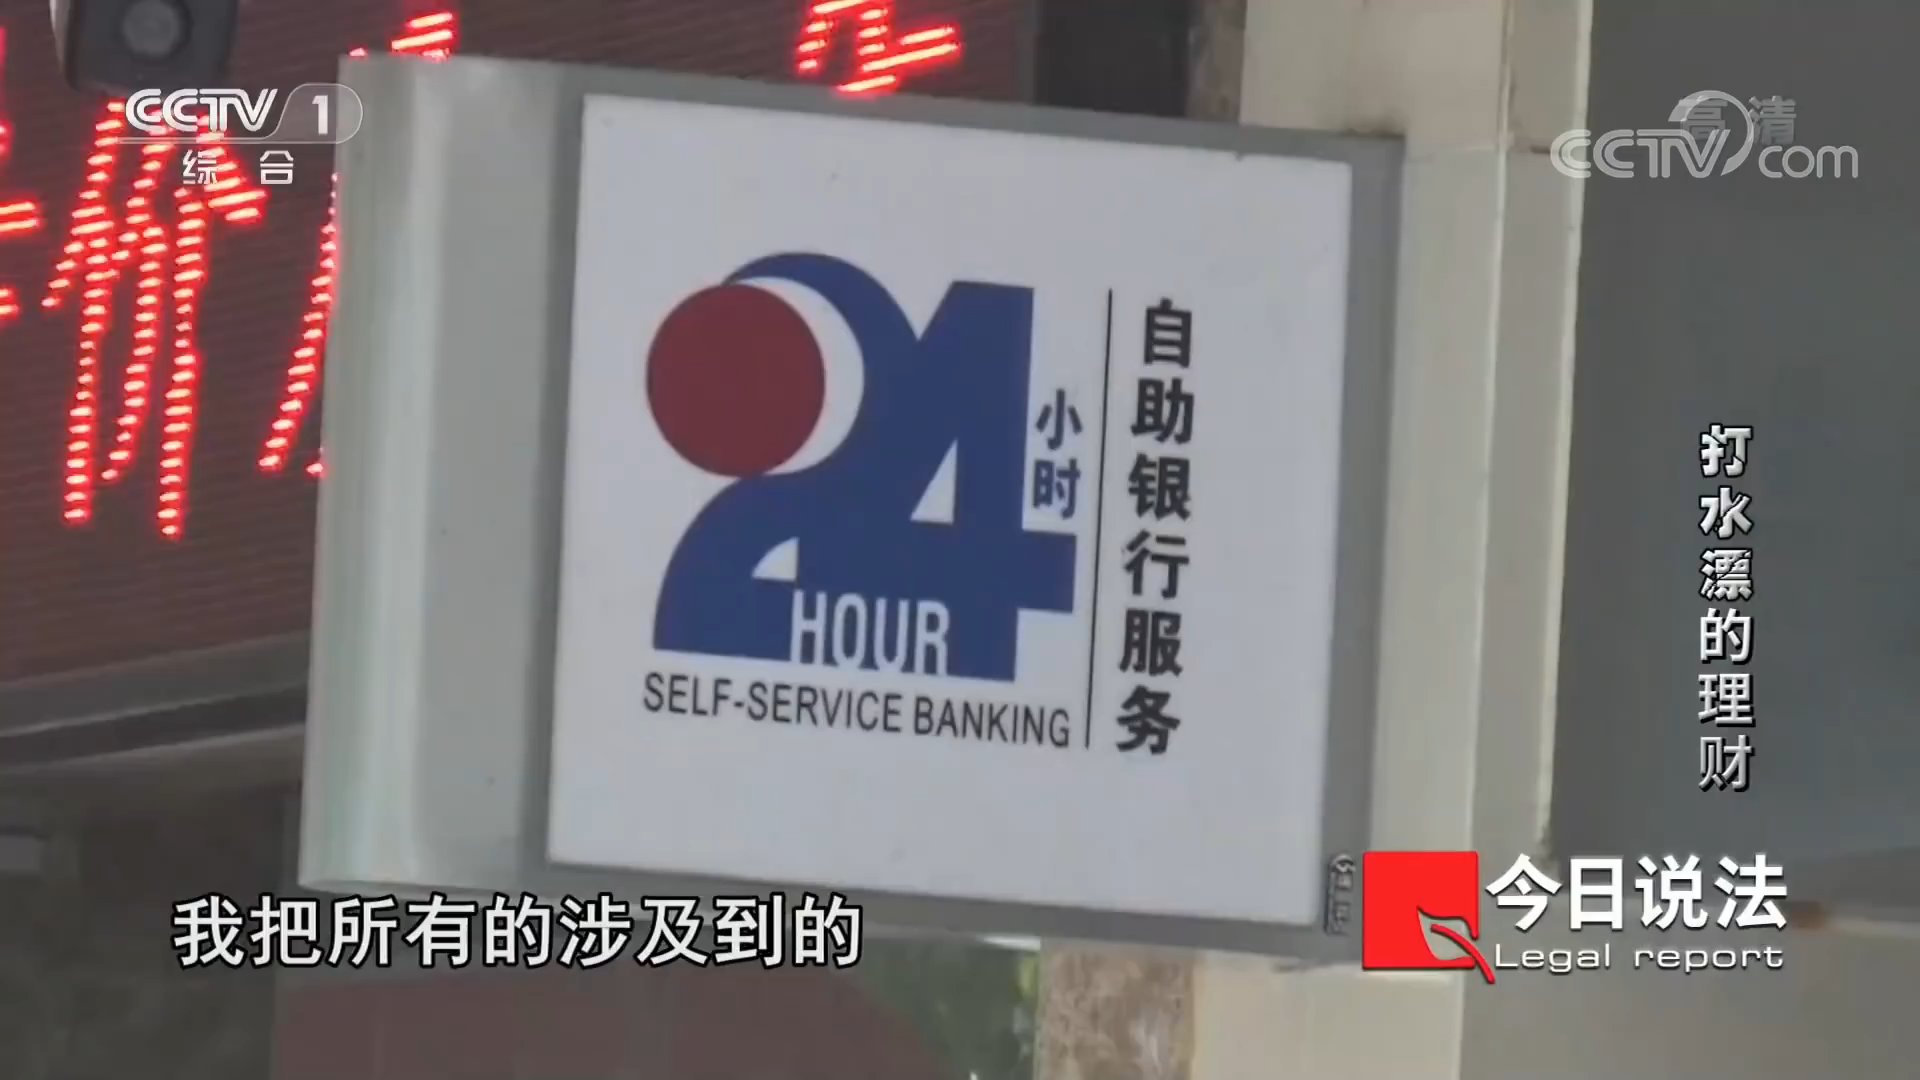 CCTV 1
综合
高清
CCTV.com
24
小时
HOUR
SELF-SERVICE BANKING
自助银行服务
打水漂的理财
我把所有的涉及到的
今日说法
Legal report